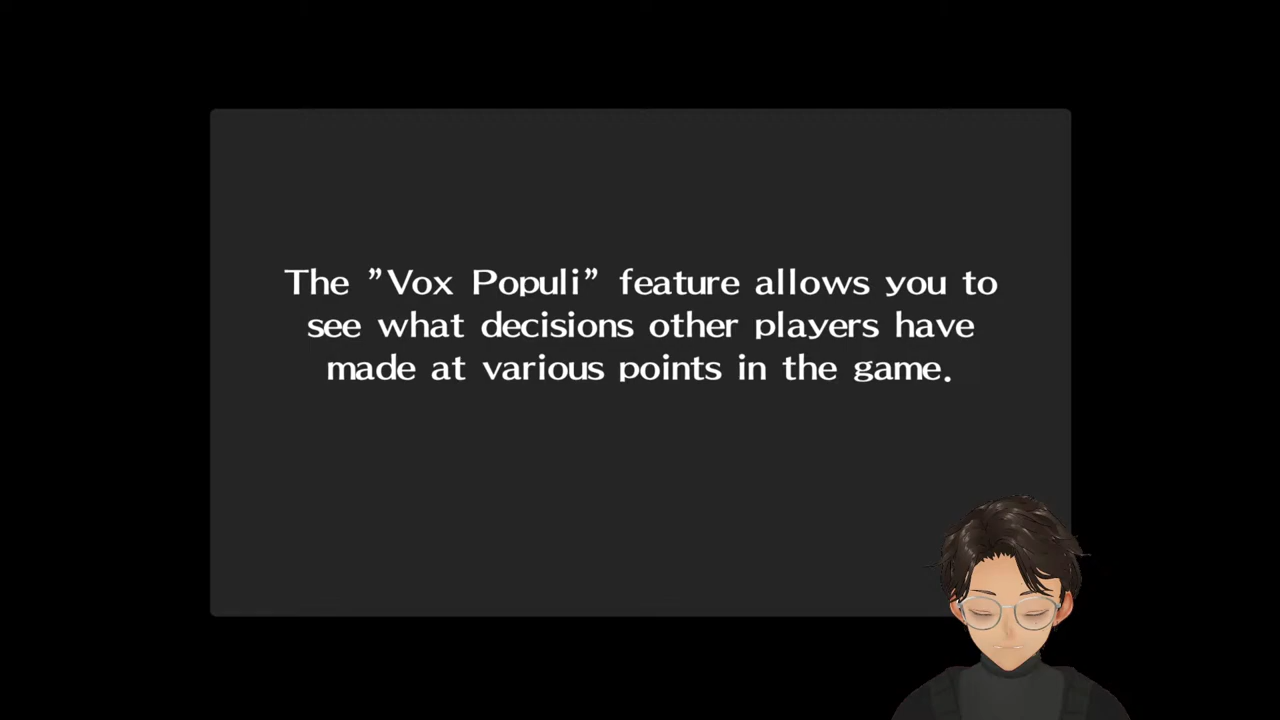 The "Vox Populi" feature allows you to
see what decisions other players have
made at various points in the game.